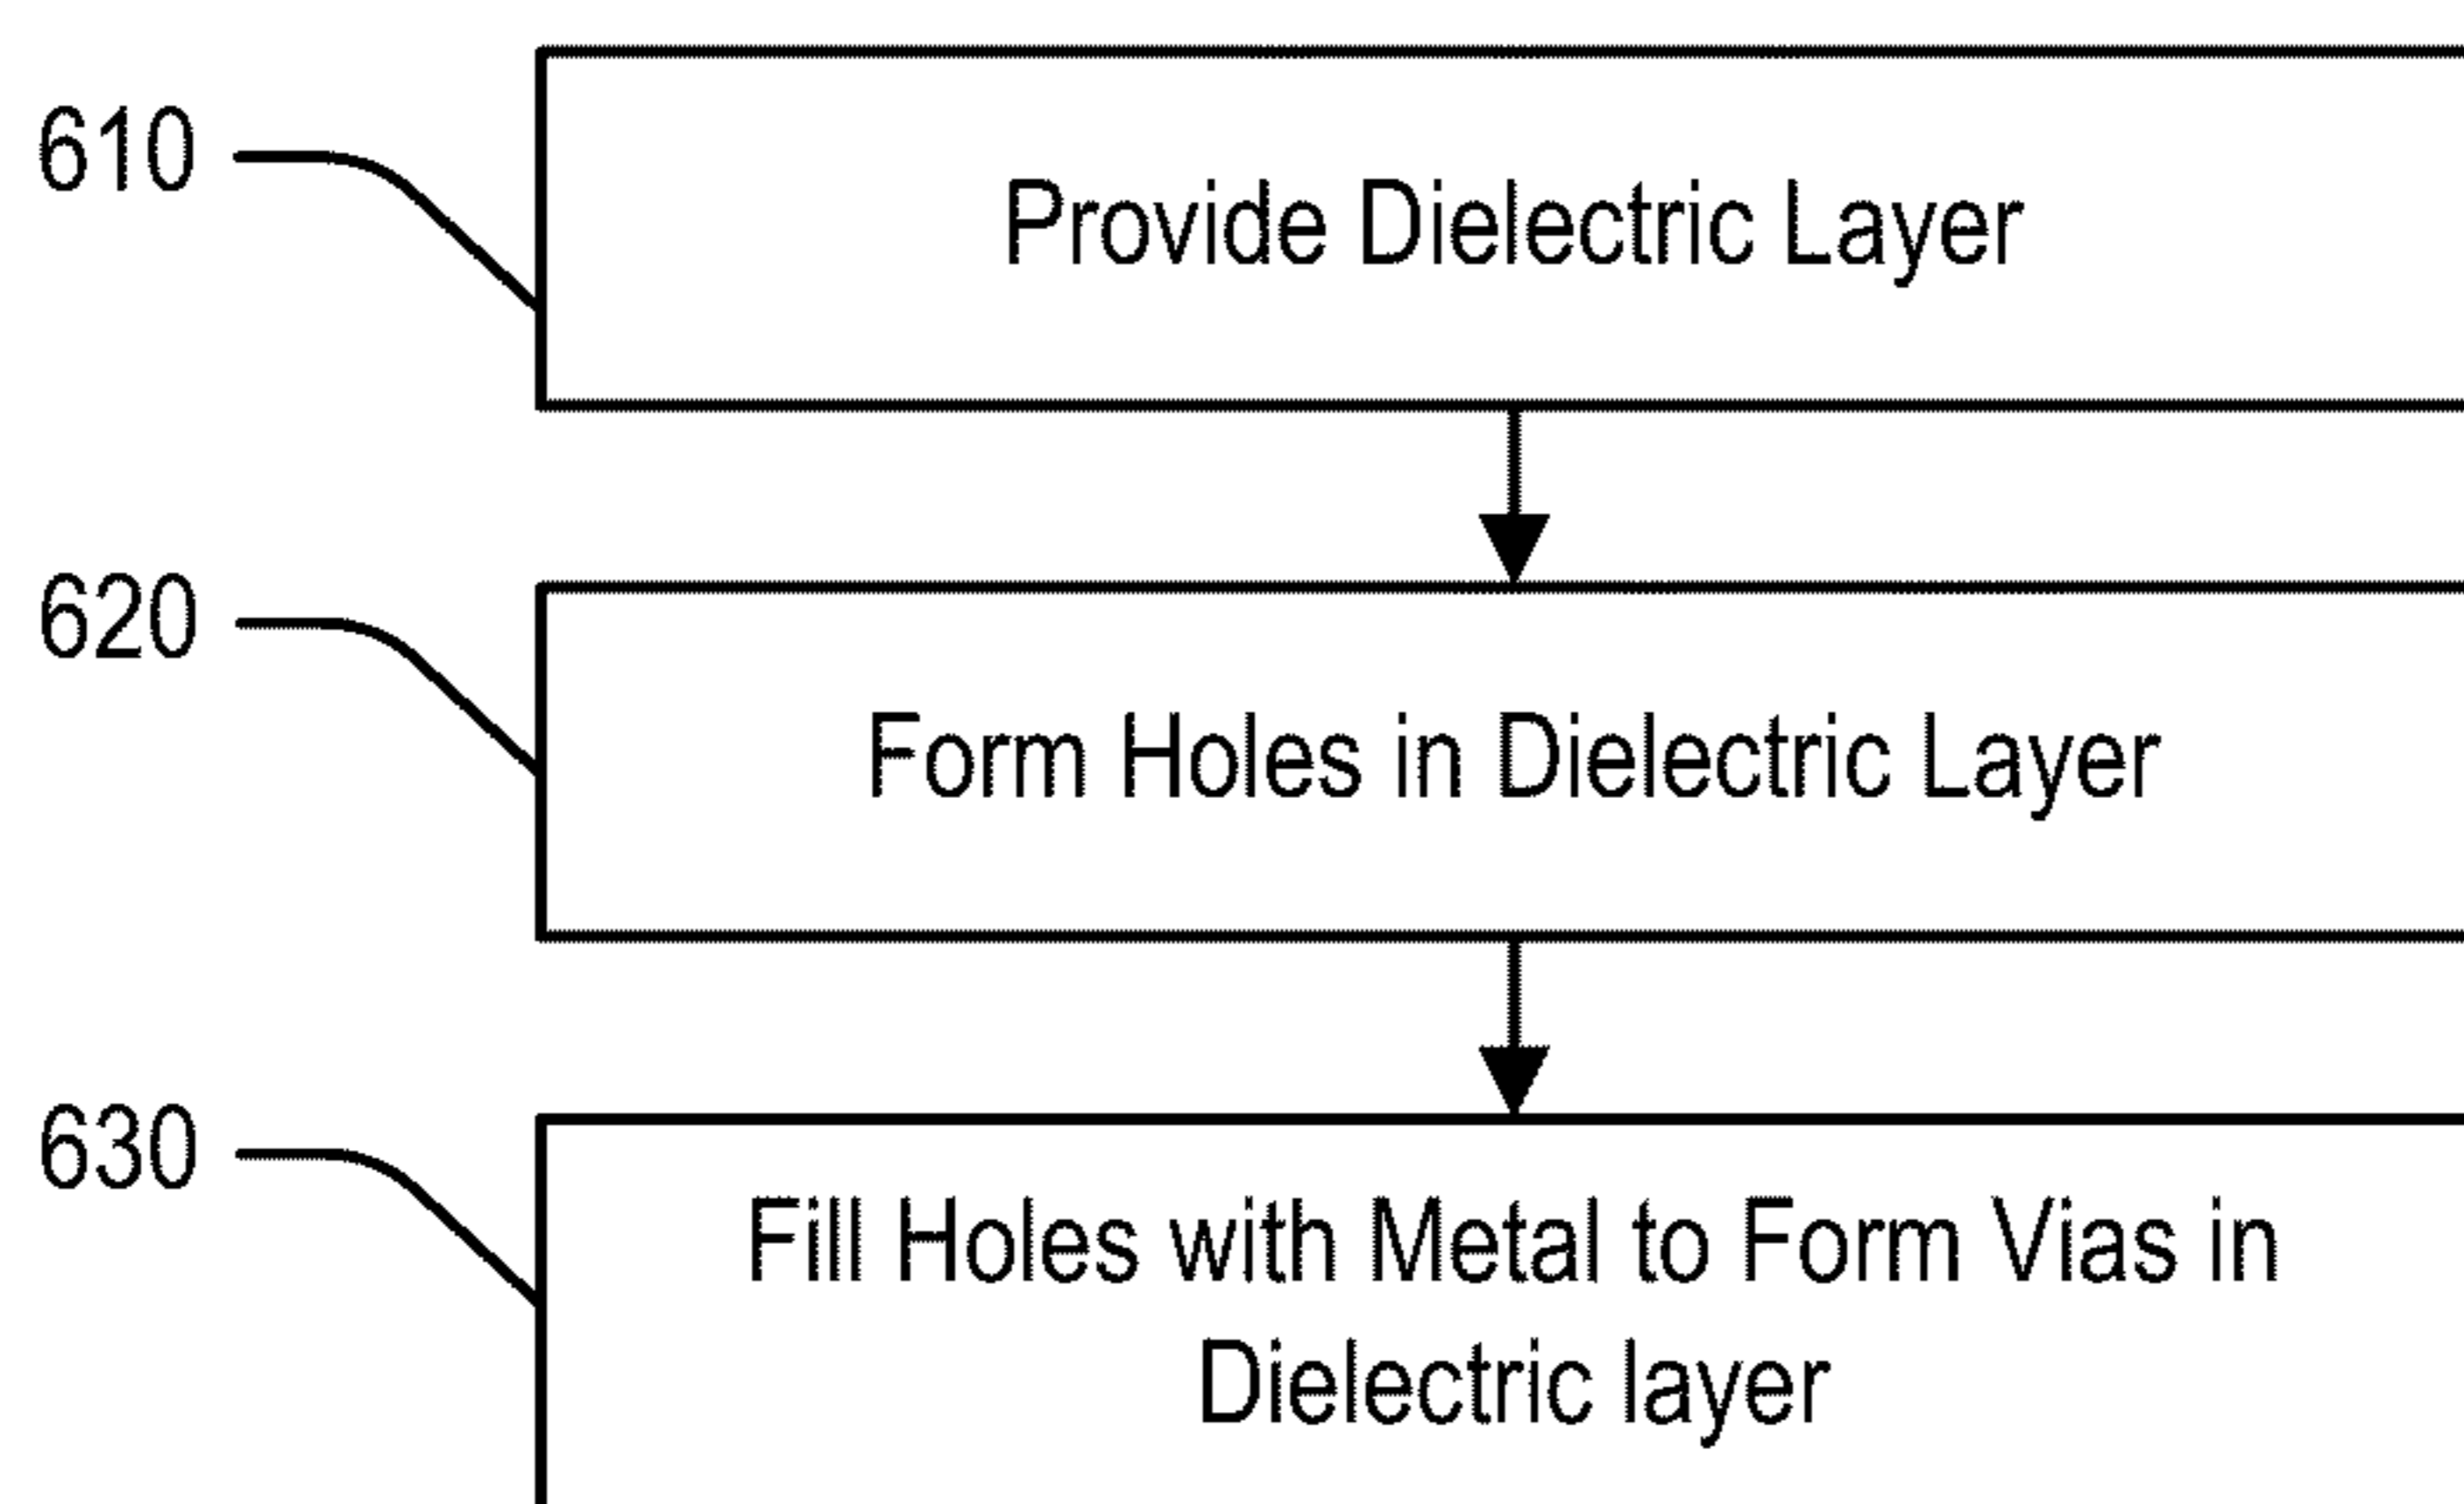 610
Provide Dielectric Layer
620
Form Holes in Dielectric Layer
630
Fill Holes with Metal to Form Vias in
Dielectric layer